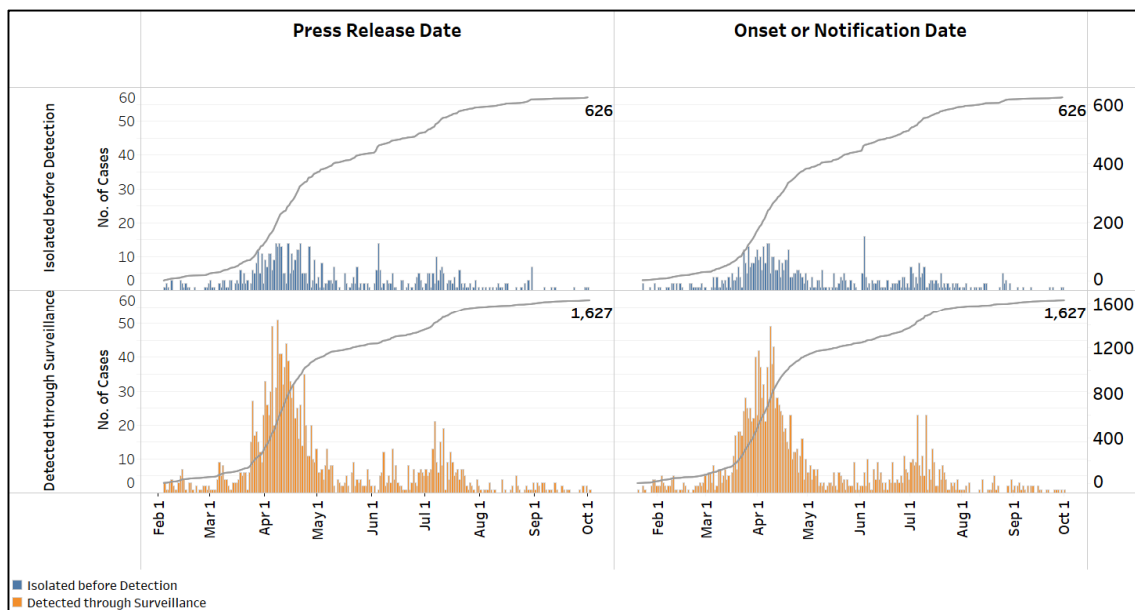 Press Release Date
Onset or Notification Date
Isolated before Detection
No. of Cases
60
50
40
30
20
10
0
626
626
600
400
200
0
Detected through Surveillance
No. of Cases
60
50
40
30
20
10
0
1,627
1,627
1600
1200
800
400
0
Feb 1
Mar 1
Apr 1
May 1
Jun 1
Jul 1
Aug 1
Sep 1
Oct 1
Feb 1
Mar 1
Apr 1
May 1
Jun 1
Jul 1
Aug 1
Sep 1
Oct 1
Isolated before Detection
Detected through Surveillance